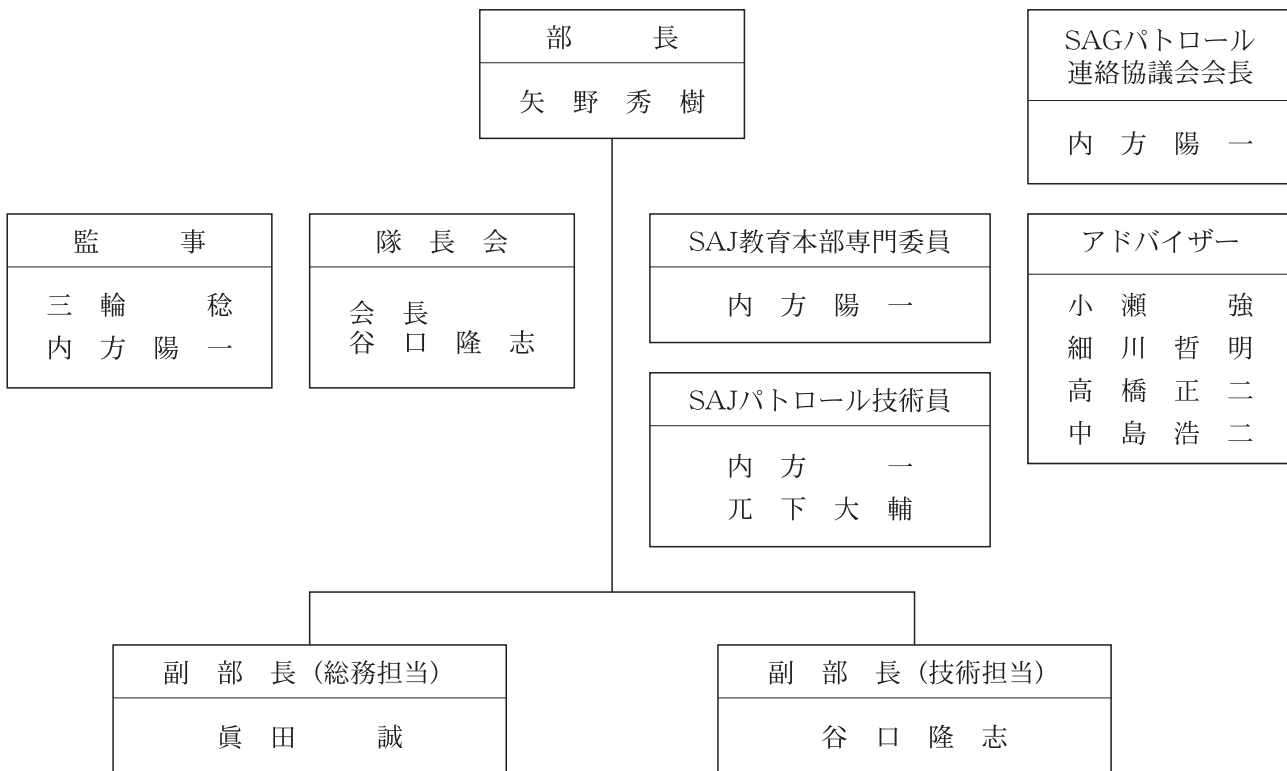 部長
矢野秀樹
SAGパトロール
連絡協議会会長
内方陽一
監事
三輪稔
内方陽一
隊長会
会長
谷口隆志
SAJ教育本部専門委員
内方陽一
SAJパトロール技術員
内方一
兀下大輔
アドバイザー
小瀬強
細川哲明
高橋正二
中島浩二
副部長（総務担当）
眞田誠
副部長（技術担当）
谷口隆志